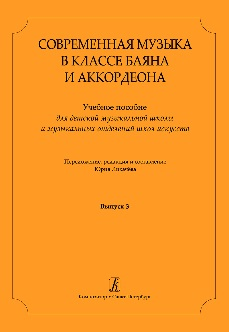 СОВРЕМЕННАЯ МУЗЫКА
В КЛАССЕ БАЯНА
И АККОРДЕОНА
Учебное пособие
для детской музыкальной школы
и музыкальных отделений школ искусств
Переложение, редакция и составление
Юрия Лихачёва
Выпуск 3
Композитор • Санкт-Петербург